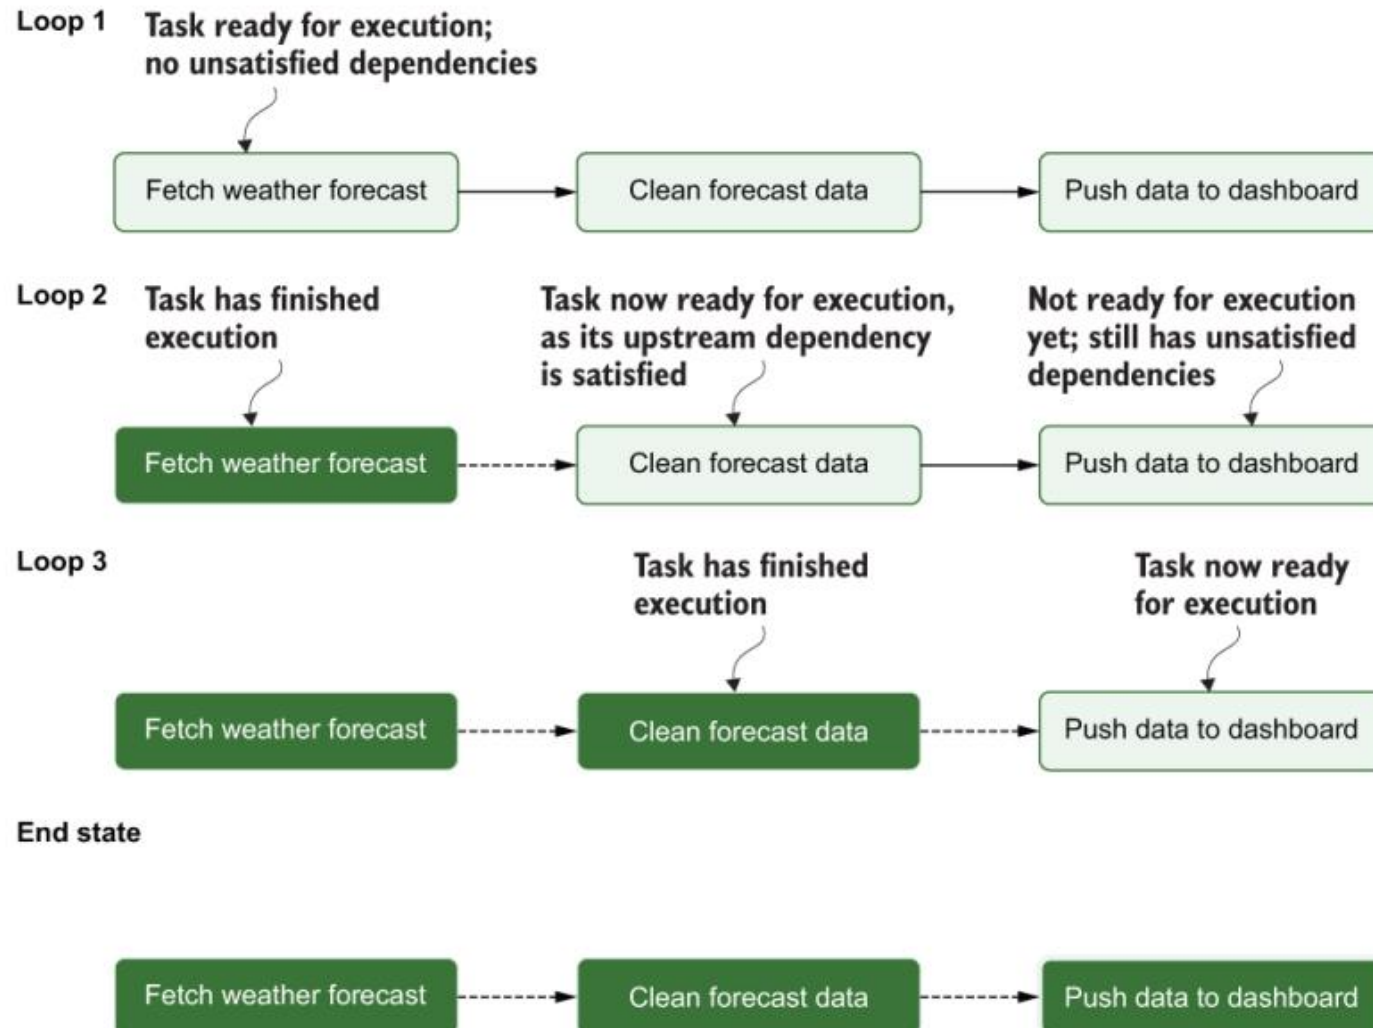 Loop 1
Task ready for execution;
no unsatisfied dependencies
Fetch weather forecast
Clean forecast data
Push data to dashboard
Loop 2
Task has finished
execution
Task now ready for execution,
as its upstream dependency
is satisfied
Not ready for execution
yet; still has unsatisfied
dependencies
Fetch weather forecast
Clean forecast data
Push data to dashboard
Loop 3
Task has finished
execution
Task now ready
for execution
Fetch weather forecast
Clean forecast data
Push data to dashboard
End state
Fetch weather forecast
Clean forecast data
Push data to dashboard